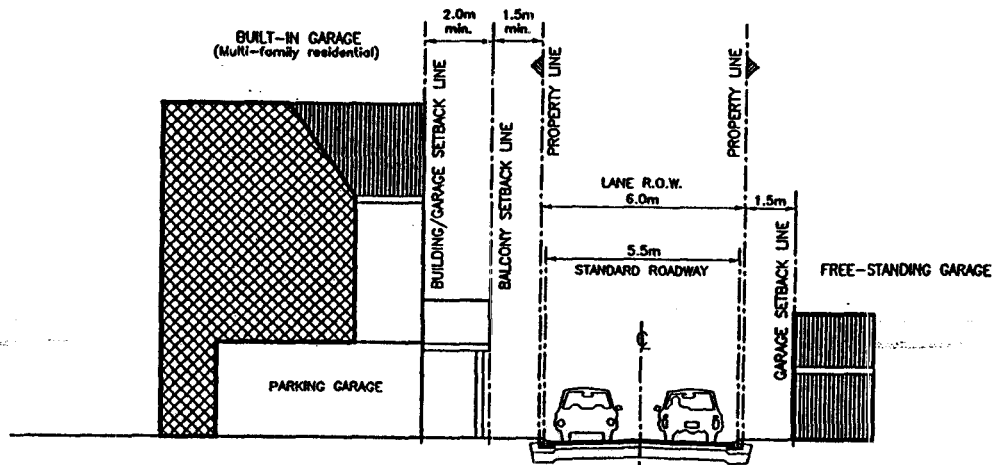 2.0m
min.
1.5m
min.
BUILT-IN GARAGE
(Multi-family residential)
BUILDING/GARAGE SETBACK LINE
BALCONY SETBACK LINE
PROPERTY LINE
PROPERTY LINE
LANE R.O.W.
6.0m
1.5m
5.5m
STANDARD ROADWAY
GARAGE SETBACK LINE
FREE-STANDING GARAGE
℄
PARKING GARAGE